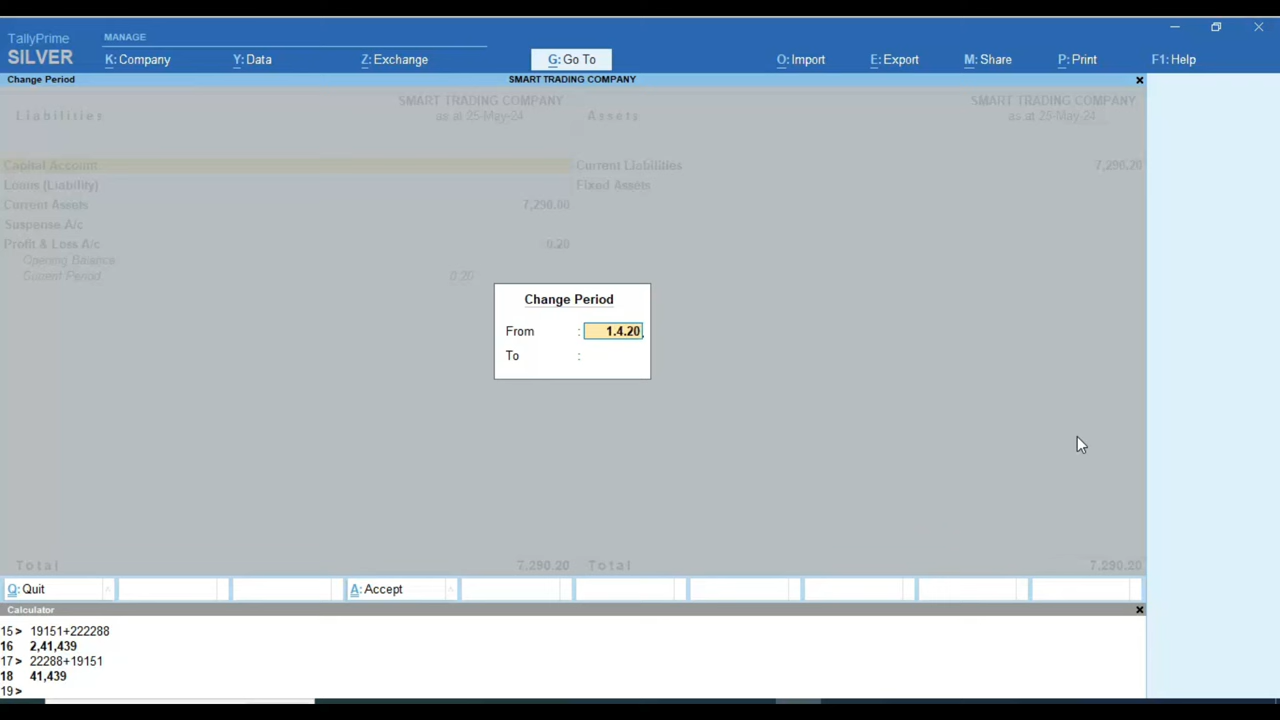 TallyPrime
SILVER
MANAGE
K: Company
Y: Data
Z: Exchange
G: Go To
O: Import
E: Export
M: Share
P: Print
F1: Help
Change Period
SMART TRADING COMPANY
SMART TRADING COMPANY
as at 25-May-24
Liabilities
SMART TRADING COMPANY
as at 25-May-24
Assets
Capital Account
Loans (Liability)
Current Assets 7,290.00
Suspense A/c
Profit & Loss A/c 0.20
Opening Balance
Current Period 0.20
Current Liabilities 7,290.20
Fixed Assets
Change Period
From : 1.4.20
To :
Total 7,290.20
Total 7,290.20
Q: Quit
A: Accept
Calculator
15> 19151+222288
16 2,41,439
17> 22288+19151
18 41,439
19>